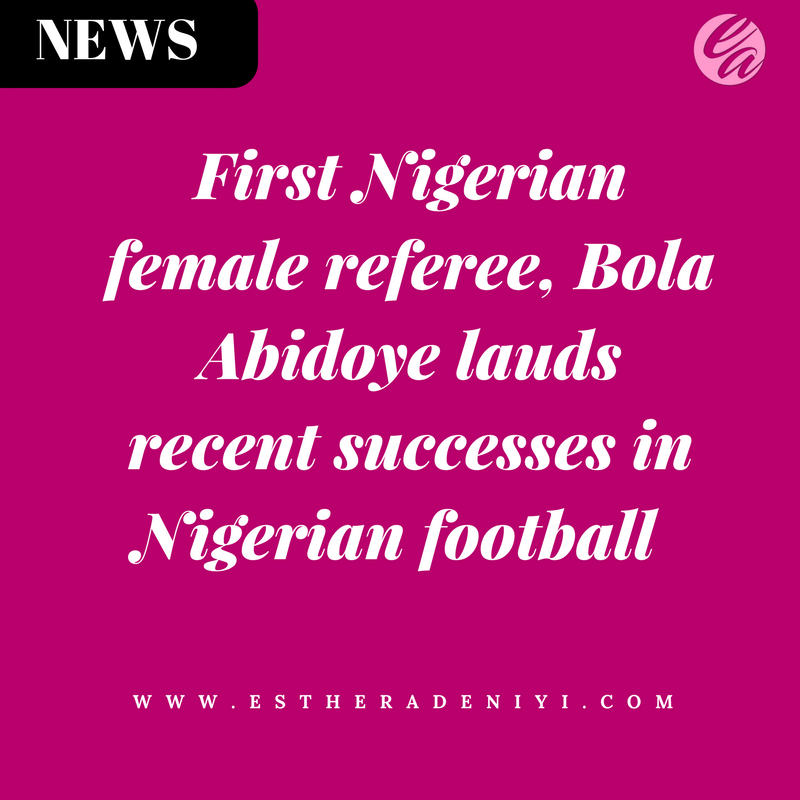 NEWS
ea
First Nigerian
female referee, Bola
Abidoye lauds
recent successes in
Nigerian football
WWW.ESTHERADENIYI.COM